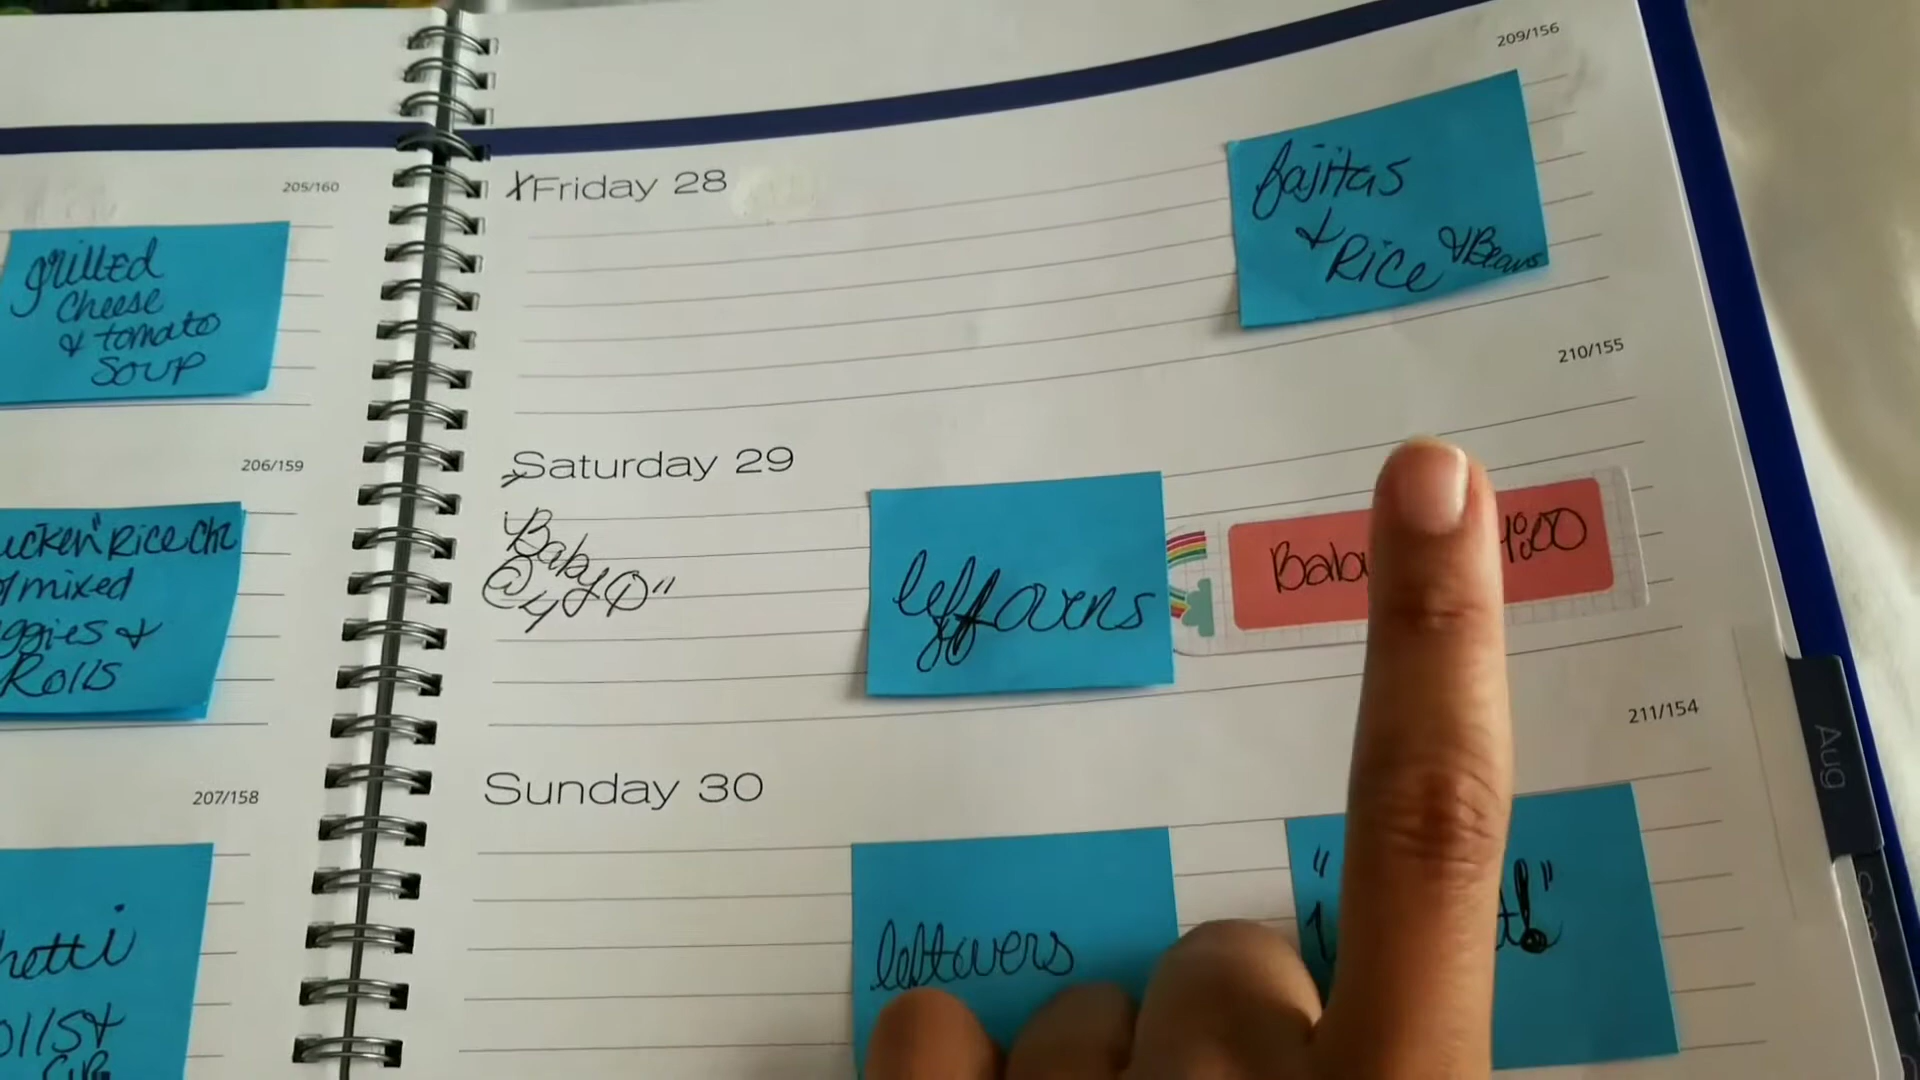 205/160
grilled
Cheese
& tomato
Soup
206/159
ucken" Rice
mixed
ggies &
Rolls
207/158
hetti
olls &
209/156
Friday 28
fajitas
& Rice & Beans
210/155
Saturday 29
Baby
@ 4
leftovers
Bab 4:00
211/154
Sunday 30
leftovers
Aug